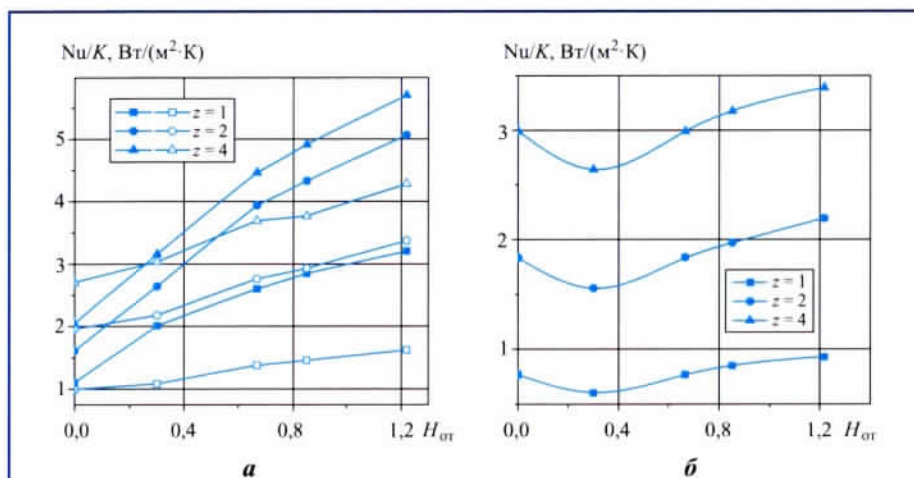 Nu/K, Вт/(м²·К)
5
4
3
2
1
z = 1
z = 2
z = 4
0,0 0,4 0,8 1,2 Hот
а
Nu/K, Вт/(м²·К)
3
2
1
z = 1
z = 2
z = 4
0,0 0,4 0,8 1,2 Hот
б